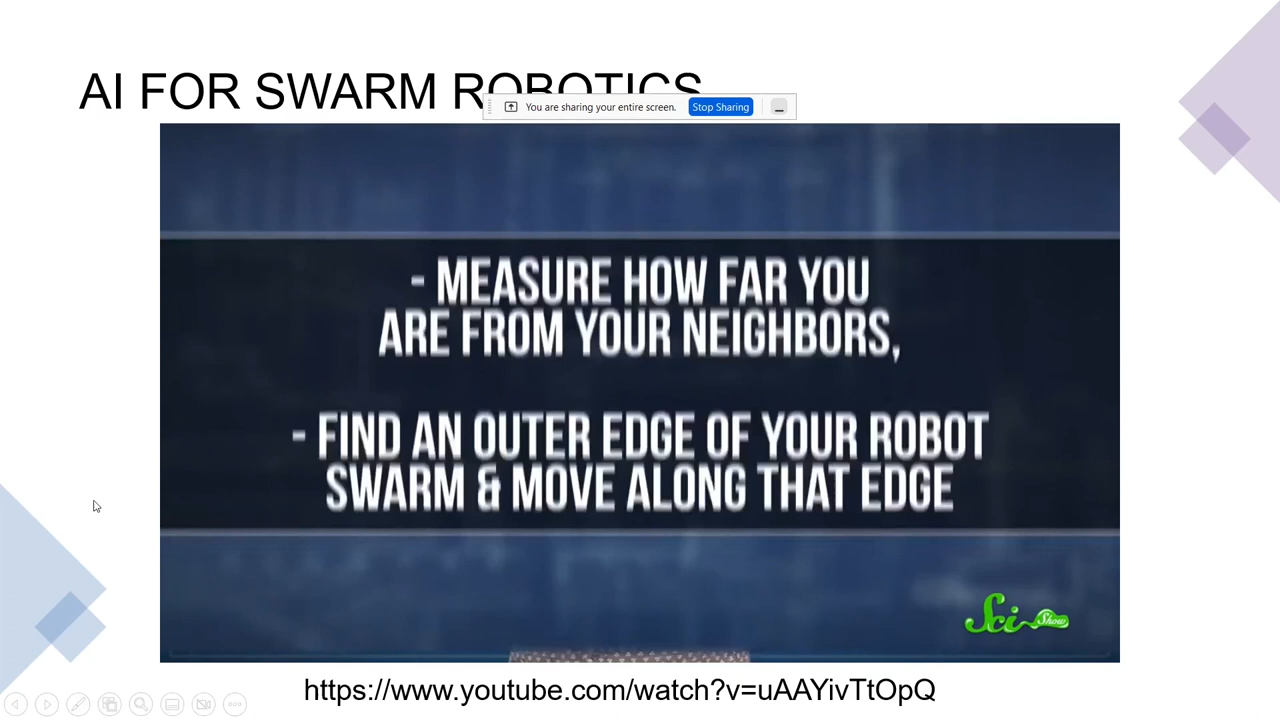 AI FOR SWARM ROBOTICS
You are sharing your entire screen.
Stop Sharing
- MEASURE HOW FAR YOU
ARE FROM YOUR NEIGHBORS,
- FIND AN OUTER EDGE OF YOUR ROBOT
SWARM & MOVE ALONG THAT EDGE
Sci Show
https://www.youtube.com/watch?v=uAAYivTtOpQ